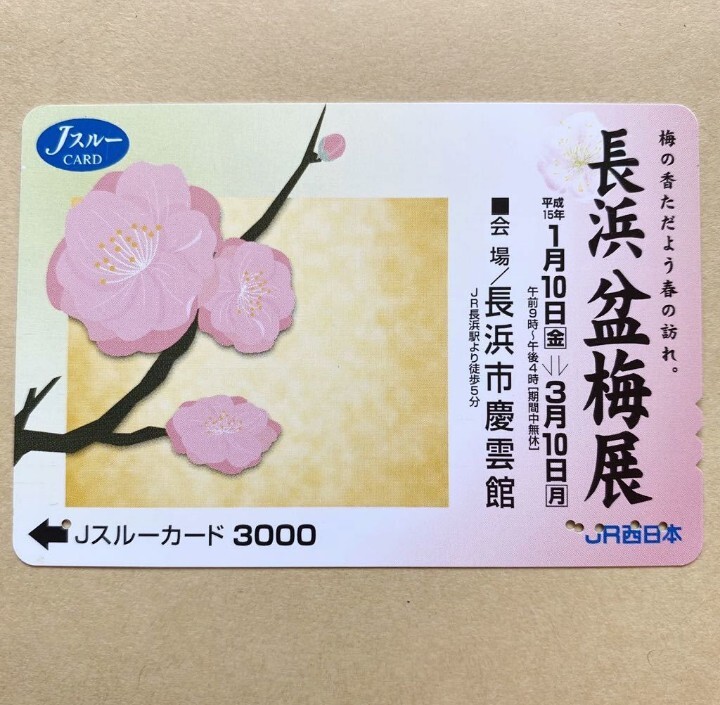 Jスルー
CARD
梅の香ただよう春の訪れ。
長浜盆梅展
平成15年
1月10日[金]⇒3月10日[月]
午前9時~午後4時[期間中無休]
■会場/長浜市慶雲館
JR長浜駅より徒歩5分
Jスルーカード 3000
JR西日本